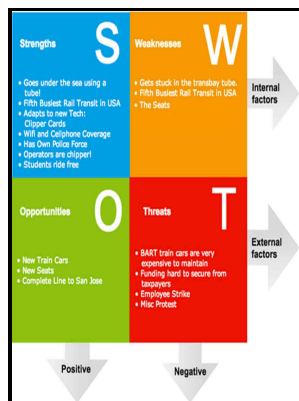 Strengths
S
• Goes under the sea using a
tube!
• Fifth Busiest Rail Transit in USA
• Adapts to new Tech:
Clipper Cards
• Wifi and Cellphone Coverage
• Has Own Police Force
• Operators are chipper!
• Students ride free
Weaknesses
W
• Gets stuck in the transbay tube.
• Fifth Busiest Rail Transit in USA
• The Seats
Internal
factors
Opportunities
O
• New Train Cars
• New Seats
• Complete Line to San Jose
Threats
T
• BART train cars are very
expensive to maintain
• Funding hard to secure from
taxpayers
• Employee Strike
• Misc Protest
External
factors
Positive
Negative